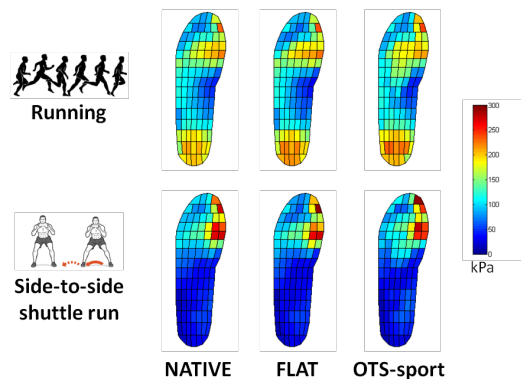 Running
300
250
200
150
100
50
0
kPa
Side-to-side
shuttle run
NATIVE FLAT OTS-sport